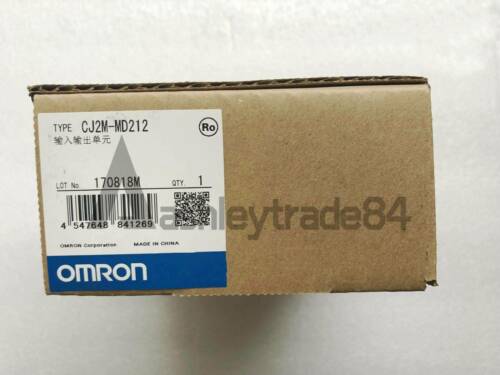 TYPE CJ2M-MD212
输入输出单元
Ro
LOT No. 170818M QTY. 1
4 547648 841269
OMRON Corporation MADE IN CHINA
OMRON
ashleytrade84